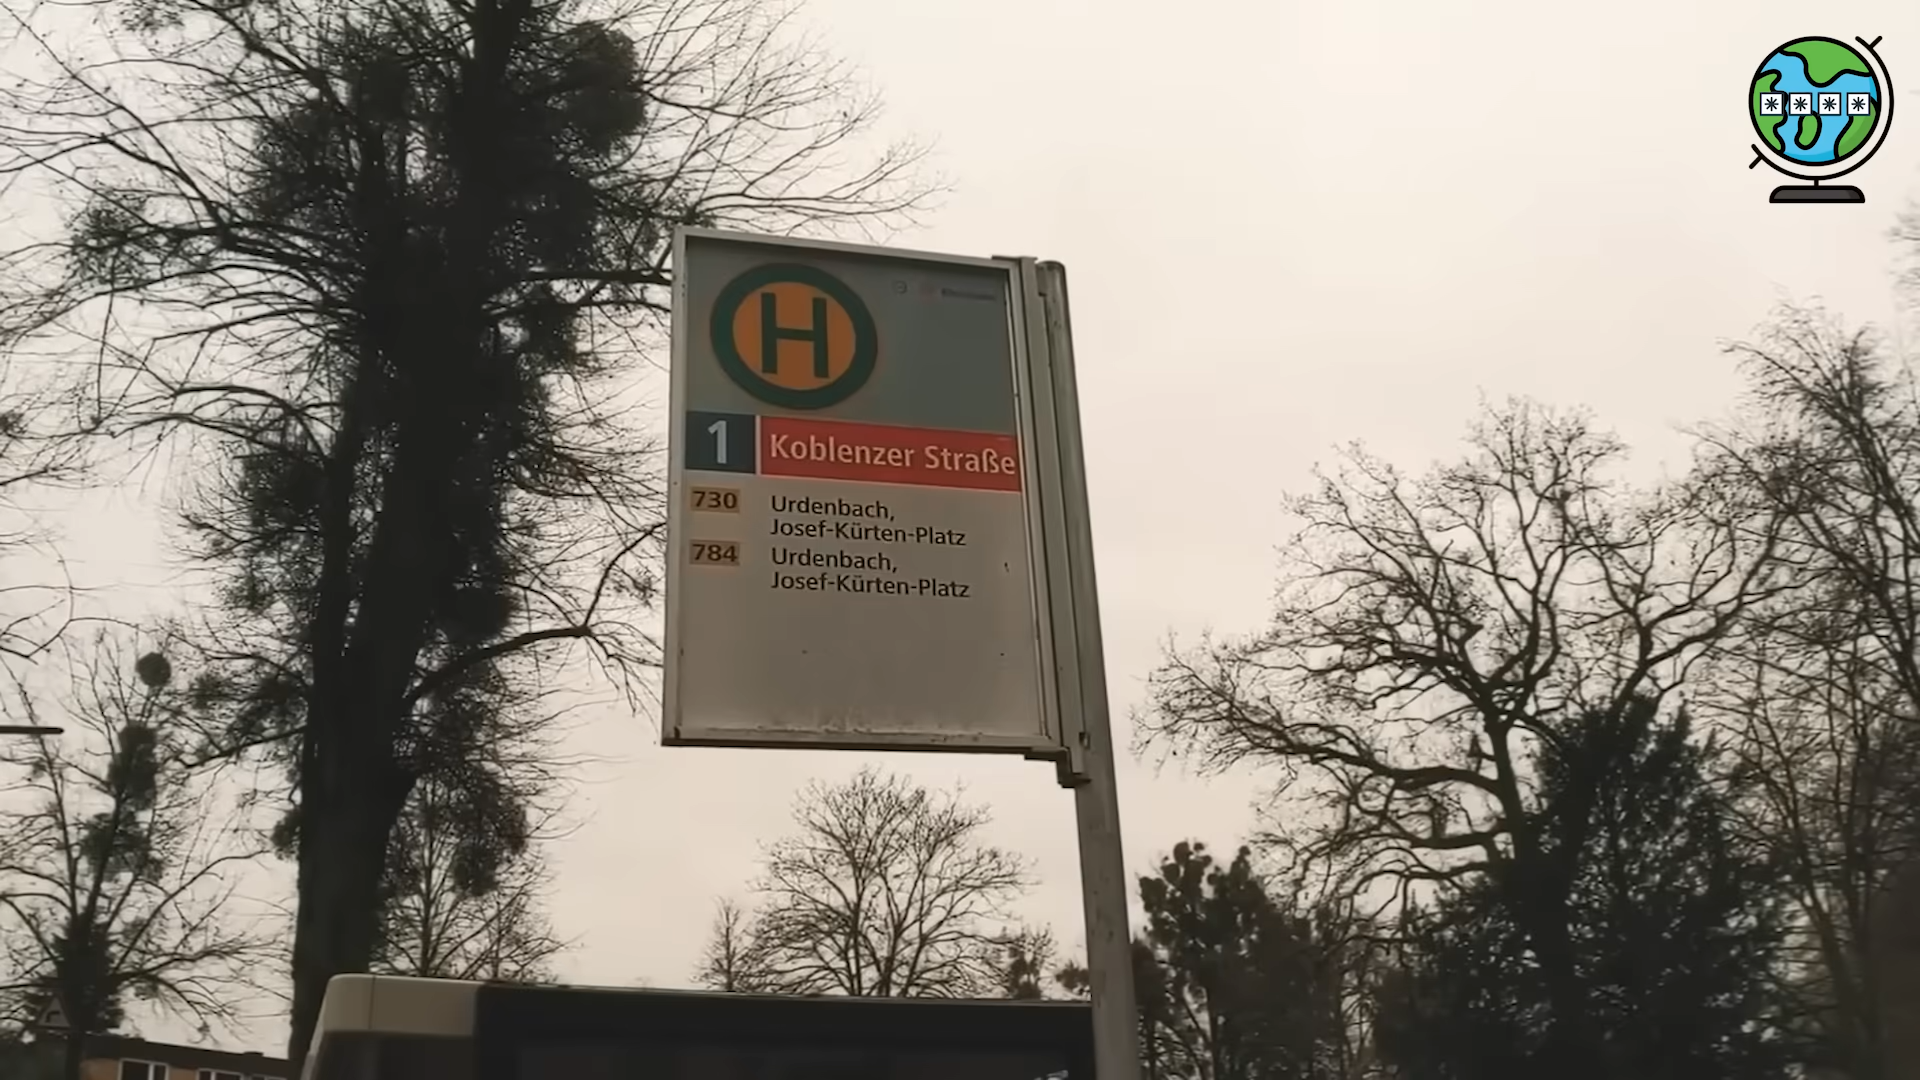 H
1 Koblenzer Straße
730 Urdenbach,
Josef-Kürten-Platz
784 Urdenbach,
Josef-Kürten-Platz